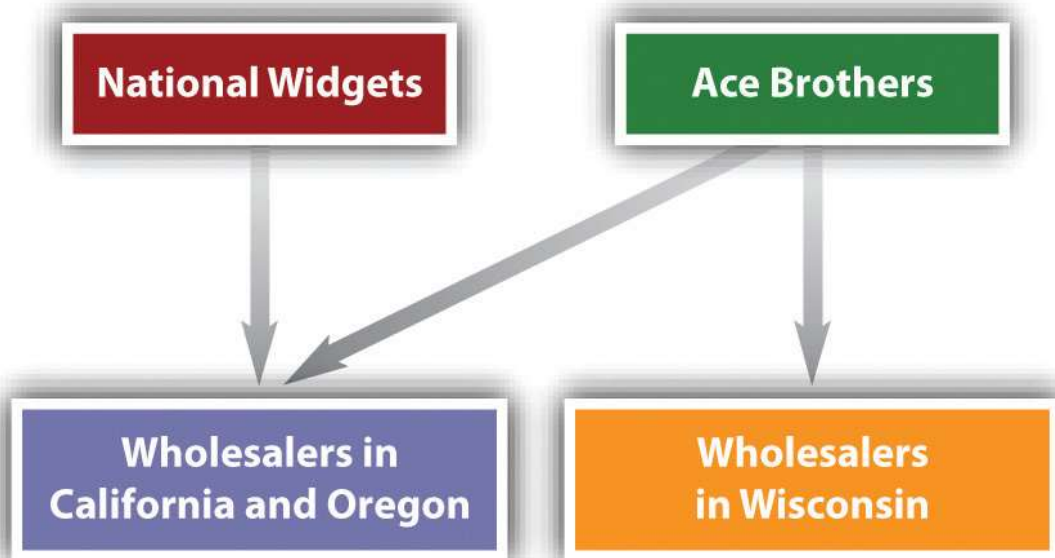 National Widgets
Ace Brothers
Wholesalers in
California and Oregon
Wholesalers
in Wisconsin